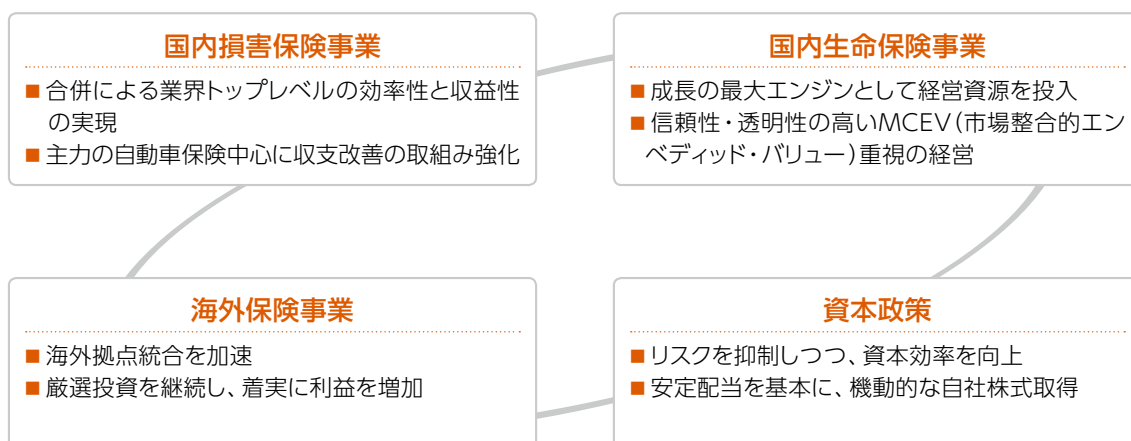 国内損害保険事業
■ 合併による業界トップレベルの効率性と収益性
の実現
■ 主力の自動車保険中心に収支改善の取組み強化
国内生命保険事業
■ 成長の最大エンジンとして経営資源を投入
■ 信頼性・透明性の高いMCEV(市場整合的エン
ベディッド・バリュー)重視の経営
海外保険事業
■ 海外拠点統合を加速
■ 厳選投資を継続し、着実に利益を増加
資本政策
■ リスクを抑制しつつ、資本効率を向上
■ 安定配当を基本に、機動的な自社株式取得